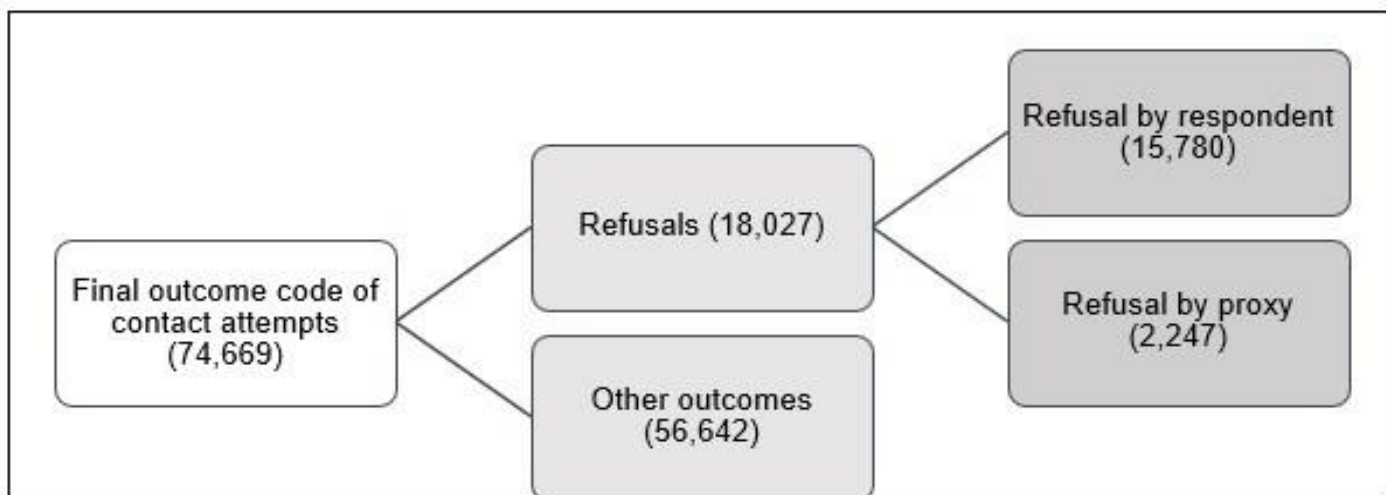 Final outcome code of
contact attempts
(74,669)
Refusals (18,027)
Other outcomes
(56,642)
Refusal by respondent
(15,780)
Refusal by proxy
(2,247)